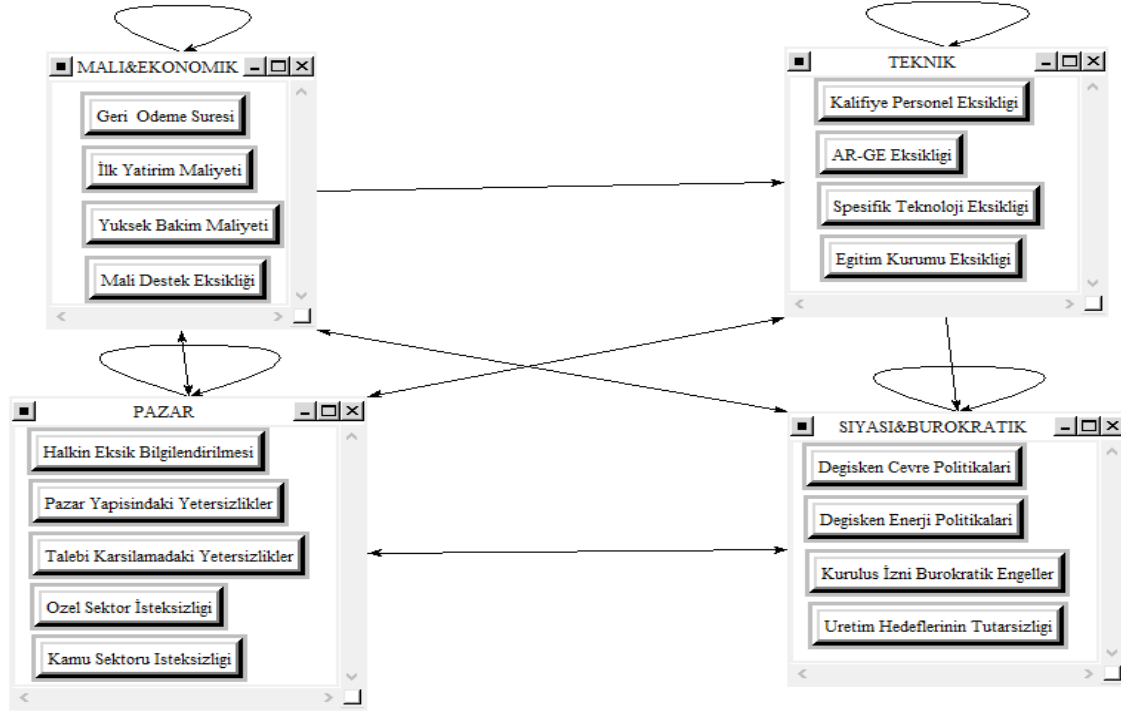 MALI&EKONOMIK
Geri Odeme Suresi
İlk Yatirim Maliyeti
Yuksek Bakim Maliyeti
Mali Destek Eksikliği
TEKNIK
Kalifiye Personel Eksikligi
AR-GE Eksikligi
Spesifik Teknoloji Eksikligi
Egitim Kurumu Eksikligi
PAZAR
Halkin Eksik Bilgilendirilmesi
Pazar Yapisindaki Yetersizlikler
Talebi Karsilamadaki Yetersizlikler
Ozel Sektor İsteksizligi
Kamu Sektoru Isteksizligi
SIYASI&BUROKRATIK
Degisken Cevre Politikalari
Degisken Enerji Politikalari
Kurulus İzni Burokratik Engeller
Uretim Hedeflerinin Tutarsizligi